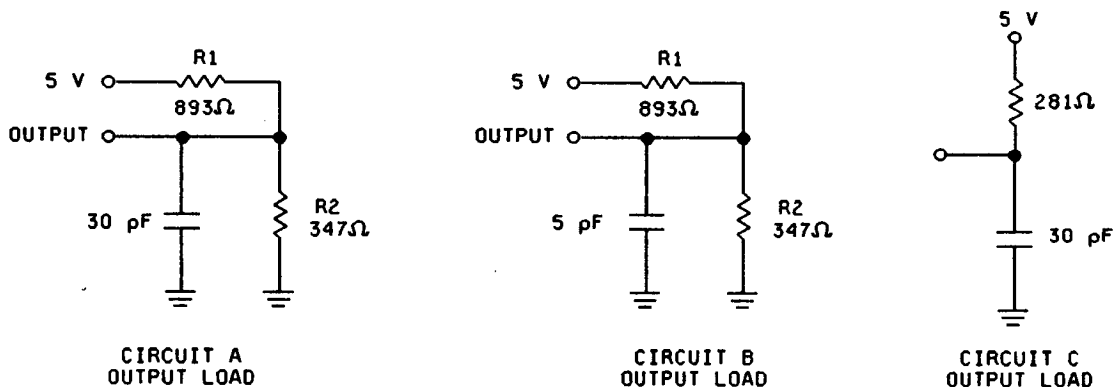 R1
5 V
893Ω
OUTPUT
30 pF
R2
347Ω
CIRCUIT A
OUTPUT LOAD
R1
5 V
893Ω
OUTPUT
5 pF
R2
347Ω
CIRCUIT B
OUTPUT LOAD
5 V
281Ω
30 pF
CIRCUIT C
OUTPUT LOAD